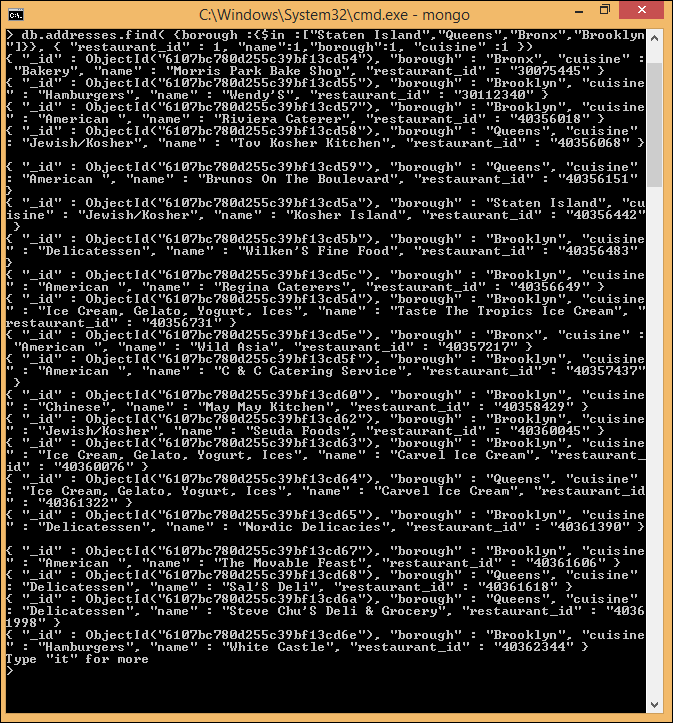 C:\Windows\System32\cmd.exe - mongo
> db.addresses.find( {borough :{$in :["Staten Island","Queens","Bronx","Brooklyn
"]}}, { "restaurant_id" : 1, "name":1,"borough":1, "cuisine" :1 })
{ "_id" : ObjectId("6107bc780d255c39bf13cd54"), "borough" : "Bronx", "cuisine" :
 "Bakery", "name" : "Morris Park Bake Shop", "restaurant_id" : "30075445" }
{ "_id" : ObjectId("6107bc780d255c39bf13cd55"), "borough" : "Brooklyn", "cuisine
" : "Hamburgers", "name" : "Wendy'S", "restaurant_id" : "30112340" }
{ "_id" : ObjectId("6107bc780d255c39bf13cd57"), "borough" : "Brooklyn", "cuisine
" : "American ", "name" : "Riviera Caterer", "restaurant_id" : "40356018" }
{ "_id" : ObjectId("6107bc780d255c39bf13cd58"), "borough" : "Queens", "cuisine"
: "Jewish/Kosher", "name" : "Tov Kosher Kitchen", "restaurant_id" : "40356068" }
{ "_id" : ObjectId("6107bc780d255c39bf13cd59"), "borough" : "Queens", "cuisine"
: "American ", "name" : "Brunos On The Boulevard", "restaurant_id" : "40356151"
}
{ "_id" : ObjectId("6107bc780d255c39bf13cd5a"), "borough" : "Staten Island", "cu
isine" : "Jewish/Kosher", "name" : "Kosher Island", "restaurant_id" : "40356442"
 }
{ "_id" : ObjectId("6107bc780d255c39bf13cd5b"), "borough" : "Brooklyn", "cuisine
" : "Delicatessen", "name" : "Wilken'S Fine Food", "restaurant_id" : "40356483"
}
{ "_id" : ObjectId("6107bc780d255c39bf13cd5c"), "borough" : "Brooklyn", "cuisine
" : "American ", "name" : "Regina Caterers", "restaurant_id" : "40356649" }
{ "_id" : ObjectId("6107bc780d255c39bf13cd5d"), "borough" : "Brooklyn", "cuisine
" : "Ice Cream, Gelato, Yogurt, Ices", "name" : "Taste The Tropics Ice Cream", "
restaurant_id" : "40356731" }
{ "_id" : ObjectId("6107bc780d255c39bf13cd5e"), "borough" : "Bronx", "cuisine" :
 "American ", "name" : "Wild Asia", "restaurant_id" : "40357217" }
{ "_id" : ObjectId("6107bc780d255c39bf13cd5f"), "borough" : "Brooklyn", "cuisine
" : "American ", "name" : "C & C Catering Service", "restaurant_id" : "40357437"
 }
{ "_id" : ObjectId("6107bc780d255c39bf13cd60"), "borough" : "Brooklyn", "cuisine
" : "Chinese", "name" : "May May Kitchen", "restaurant_id" : "40358429" }
{ "_id" : ObjectId("6107bc780d255c39bf13cd62"), "borough" : "Brooklyn", "cuisine
" : "Jewish/Kosher", "name" : "Seuda Foods", "restaurant_id" : "40360045" }
{ "_id" : ObjectId("6107bc780d255c39bf13cd63"), "borough" : "Brooklyn", "cuisine
" : "Ice Cream, Gelato, Yogurt, Ices", "name" : "Carvel Ice Cream", "restaurant_
id" : "40360076" }
{ "_id" : ObjectId("6107bc780d255c39bf13cd64"), "borough" : "Queens", "cuisine"
: "Ice Cream, Gelato, Yogurt, Ices", "name" : "Carvel Ice Cream", "restaurant_id
" : "40361322" }
{ "_id" : ObjectId("6107bc780d255c39bf13cd65"), "borough" : "Brooklyn", "cuisine
" : "Delicatessen", "name" : "Nordic Delicacies", "restaurant_id" : "40361390" }
{ "_id" : ObjectId("6107bc780d255c39bf13cd67"), "borough" : "Brooklyn", "cuisine
" : "American ", "name" : "The Movable Feast", "restaurant_id" : "40361606" }
{ "_id" : ObjectId("6107bc780d255c39bf13cd68"), "borough" : "Queens", "cuisine"
: "Delicatessen", "name" : "Sal'S Deli", "restaurant_id" : "40361618" }
{ "_id" : ObjectId("6107bc780d255c39bf13cd6a"), "borough" : "Queens", "cuisine"
: "Delicatessen", "name" : "Steve Chu'S Deli & Grocery", "restaurant_id" : "4036
1998" }
{ "_id" : ObjectId("6107bc780d255c39bf13cd6e"), "borough" : "Brooklyn", "cuisine
" : "Hamburgers", "name" : "White Castle", "restaurant_id" : "40362344" }
Type "it" for more
>